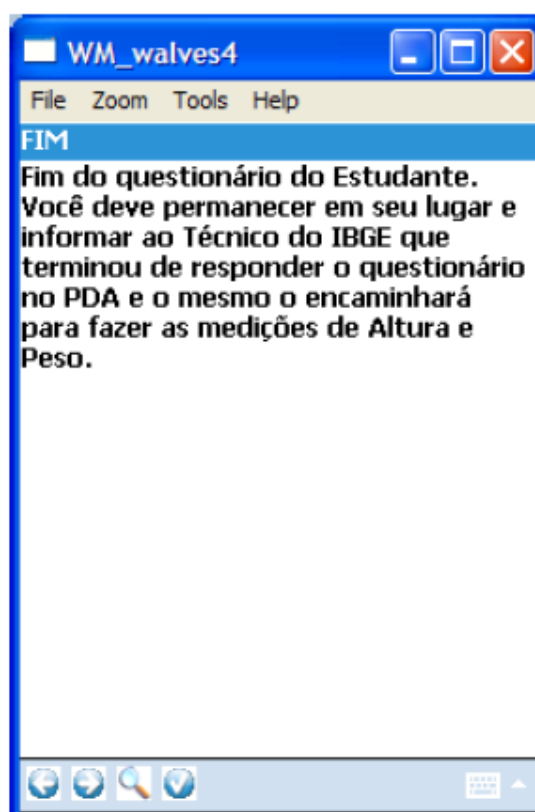 WM_walves4
File Zoom Tools Help
FIM
Fim do questionário do Estudante.
Você deve permanecer em seu lugar e
informar ao Técnico do IBGE que
terminou de responder o questionário
no PDA e o mesmo o encaminhará
para fazer as medições de Altura e
Peso.